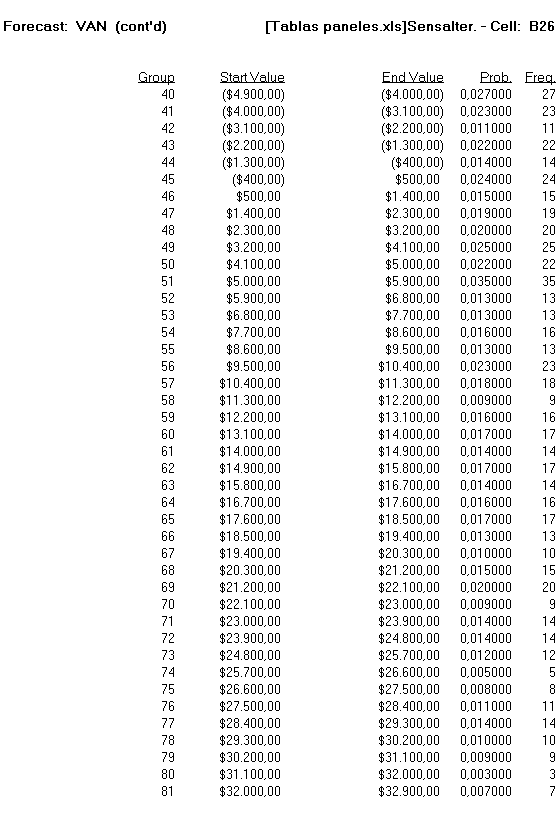 Forecast: VAN (cont'd) [Tablas paneles.xls]Sensalter. - Cell: B26
Group Start Value End Value Prob. Freq.
40 ($4.900,00) ($4.000,00) 0,027000 27
41 ($4.000,00) ($3.100,00) 0,023000 23
42 ($3.100,00) ($2.200,00) 0,011000 11
43 ($2.200,00) ($1.300,00) 0,022000 22
44 ($1.300,00) ($400,00) 0,014000 14
45 ($400,00) $500,00 0,024000 24
46 $500,00 $1.400,00 0,015000 15
47 $1.400,00 $2.300,00 0,019000 19
48 $2.300,00 $3.200,00 0,020000 20
49 $3.200,00 $4.100,00 0,025000 25
50 $4.100,00 $5.000,00 0,022000 22
51 $5.000,00 $5.900,00 0,035000 35
52 $5.900,00 $6.800,00 0,013000 13
53 $6.800,00 $7.700,00 0,013000 13
54 $7.700,00 $8.600,00 0,016000 16
55 $8.600,00 $9.500,00 0,013000 13
56 $9.500,00 $10.400,00 0,023000 23
57 $10.400,00 $11.300,00 0,018000 18
58 $11.300,00 $12.200,00 0,009000 9
59 $12.200,00 $13.100,00 0,016000 16
60 $13.100,00 $14.000,00 0,017000 17
61 $14.000,00 $14.900,00 0,014000 14
62 $14.900,00 $15.800,00 0,017000 17
63 $15.800,00 $16.700,00 0,014000 14
64 $16.700,00 $17.600,00 0,016000 16
65 $17.600,00 $18.500,00 0,017000 17
66 $18.500,00 $19.400,00 0,013000 13
67 $19.400,00 $20.300,00 0,010000 10
68 $20.300,00 $21.200,00 0,015000 15
69 $21.200,00 $22.100,00 0,020000 20
70 $22.100,00 $23.000,00 0,009000 9
71 $23.000,00 $23.900,00 0,014000 14
72 $23.900,00 $24.800,00 0,014000 14
73 $24.800,00 $25.700,00 0,012000 12
74 $25.700,00 $26.600,00 0,005000 5
75 $26.600,00 $27.500,00 0,008000 8
76 $27.500,00 $28.400,00 0,011000 11
77 $28.400,00 $29.300,00 0,014000 14
78 $29.300,00 $30.200,00 0,010000 10
79 $30.200,00 $31.100,00 0,009000 9
80 $31.100,00 $32.000,00 0,003000 3
81 $32.000,00 $32.900,00 0,007000 7